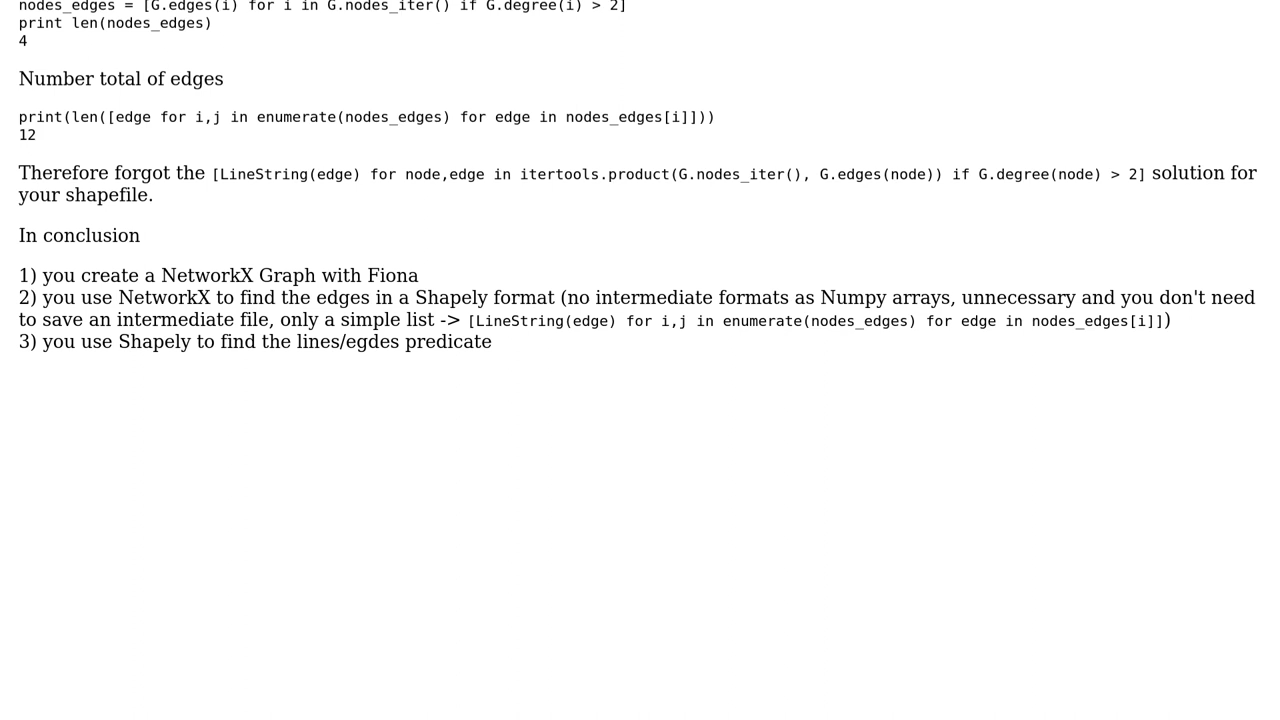 nodes_edges = [G.edges(i) for i in G.nodes_iter() if G.degree(i) > 2]
print len(nodes_edges)
4
Number total of edges
print(len([edge for i,j in enumerate(nodes_edges) for edge in nodes_edges[i]]))
12
Therefore forgot the [LineString(edge) for node,edge in itertools.product(G.nodes_iter(), G.edges(node)) if G.degree(node) > 2] solution for
your shapefile.
In conclusion
1) you create a NetworkX Graph with Fiona
2) you use NetworkX to find the edges in a Shapely format (no intermediate formats as Numpy arrays, unnecessary and you don't need
to save an intermediate file, only a simple list -> [LineString(edge) for i,j in enumerate(nodes_edges) for edge in nodes_edges[i]])
3) you use Shapely to find the lines/egdes predicate